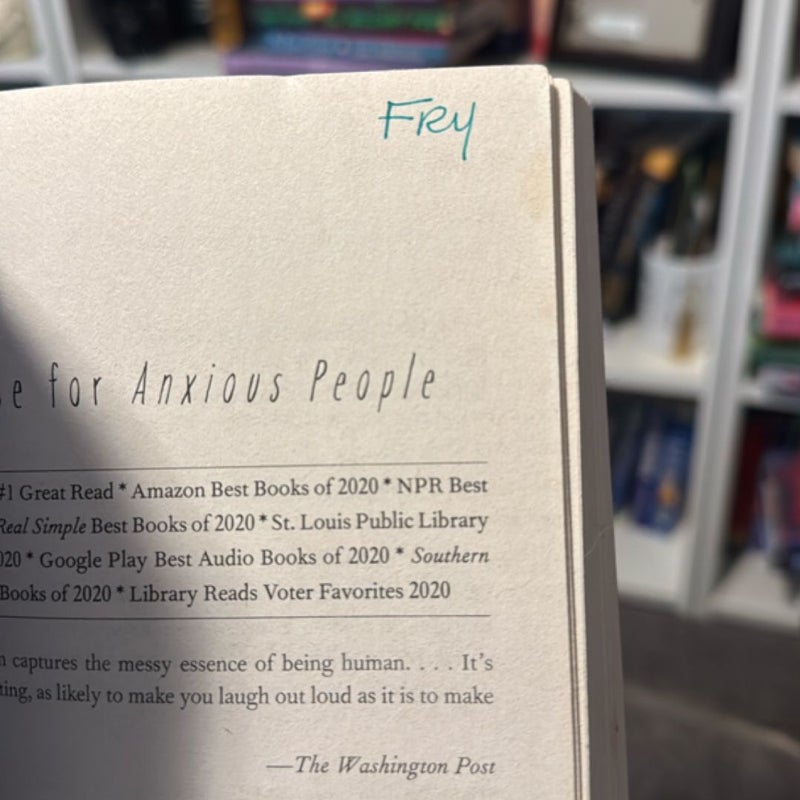 FRY
for Anxious People
#1 Great Read * Amazon Best Books of 2020 * NPR Best
Real Simple Best Books of 2020 * St. Louis Public Library
020 * Google Play Best Audio Books of 2020 * Southern
Books of 2020 * Library Reads Voter Favorites 2020
captures the messy essence of being human. . . . It’s
ting, as likely to make you laugh out loud as it is to make
—The Washington Post